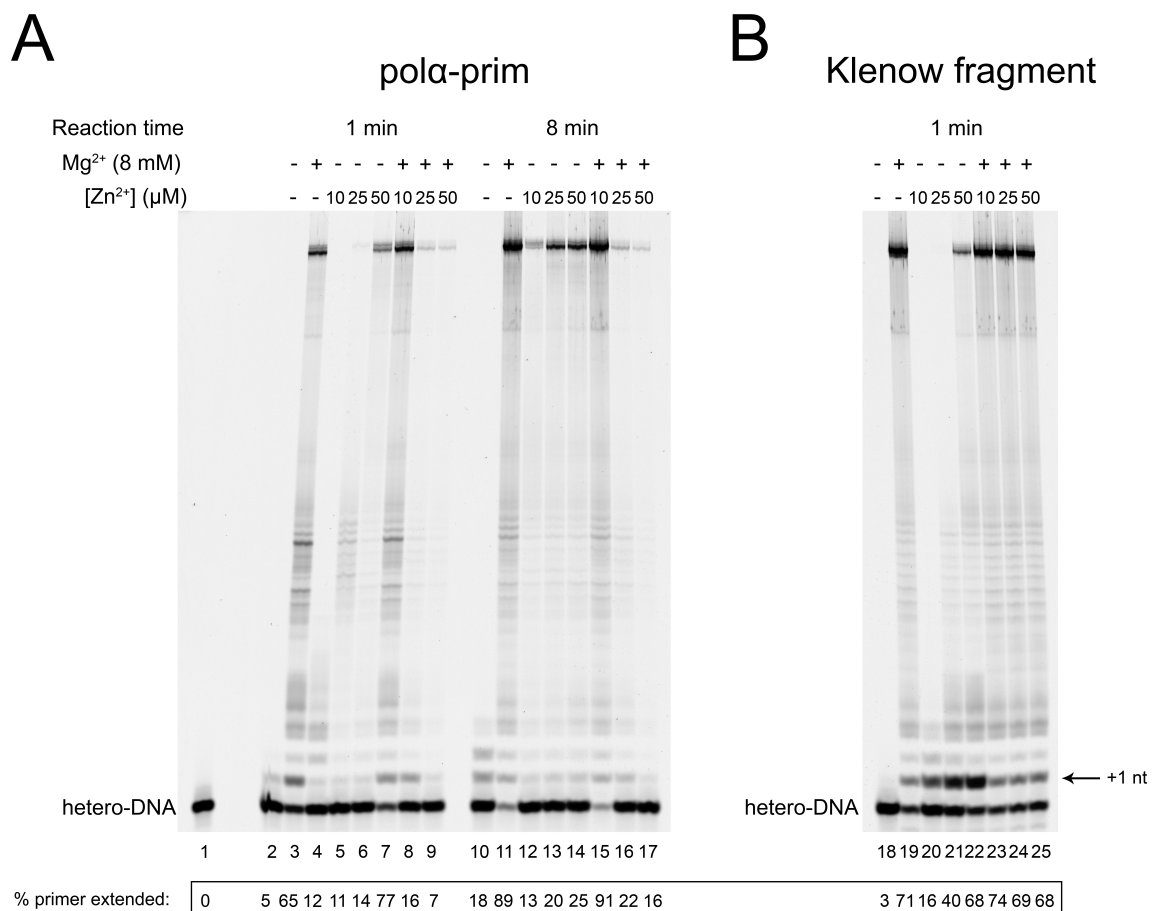 A
B
polα-prim
Klenow fragment
Reaction time 1 min 8 min 1 min
Mg²⁺ (8 mM) - + - - - + + + - + - - - + + + - + - - - + + +
[Zn²⁺] (µM) - - 10 25 50 10 25 50 - - 10 25 50 10 25 50 - - 10 25 50 10 25 50
+1 nt
hetero-DNA hetero-DNA
1 2 3 4 5 6 7 8 9 10 11 12 13 14 15 16 17 18 19 20 21 22 23 24 25
% primer extended: 0 5 65 12 11 14 77 16 7 18 89 13 20 25 91 22 16 3 71 16 40 68 74 69 68